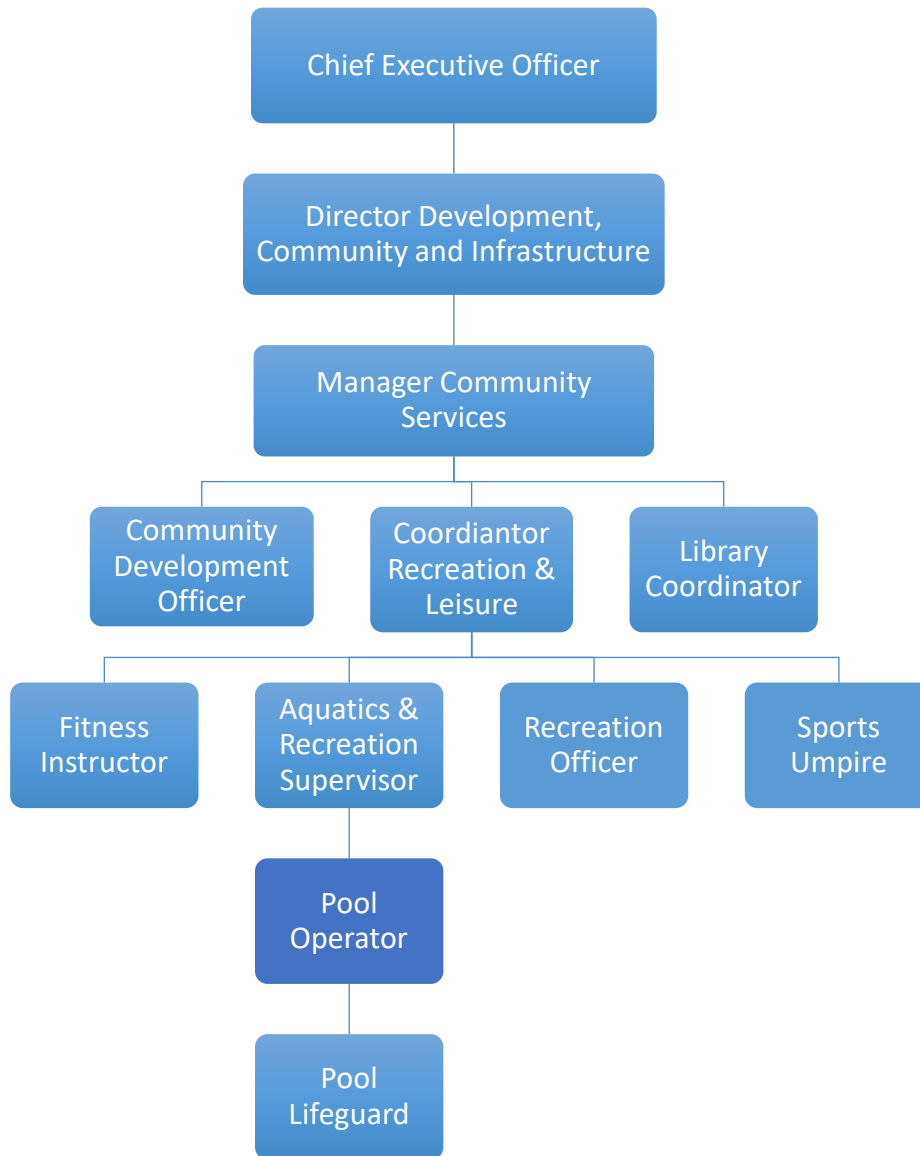 Chief Executive Officer
Director Development,
Community and Infrastructure
Manager Community
Services
Community
Development
Officer
Coordiantor
Recreation &
Leisure
Library
Coordinator
Fitness
Instructor
Aquatics &
Recreation
Supervisor
Recreation
Officer
Sports
Umpire
Pool
Operator
Pool
Lifeguard